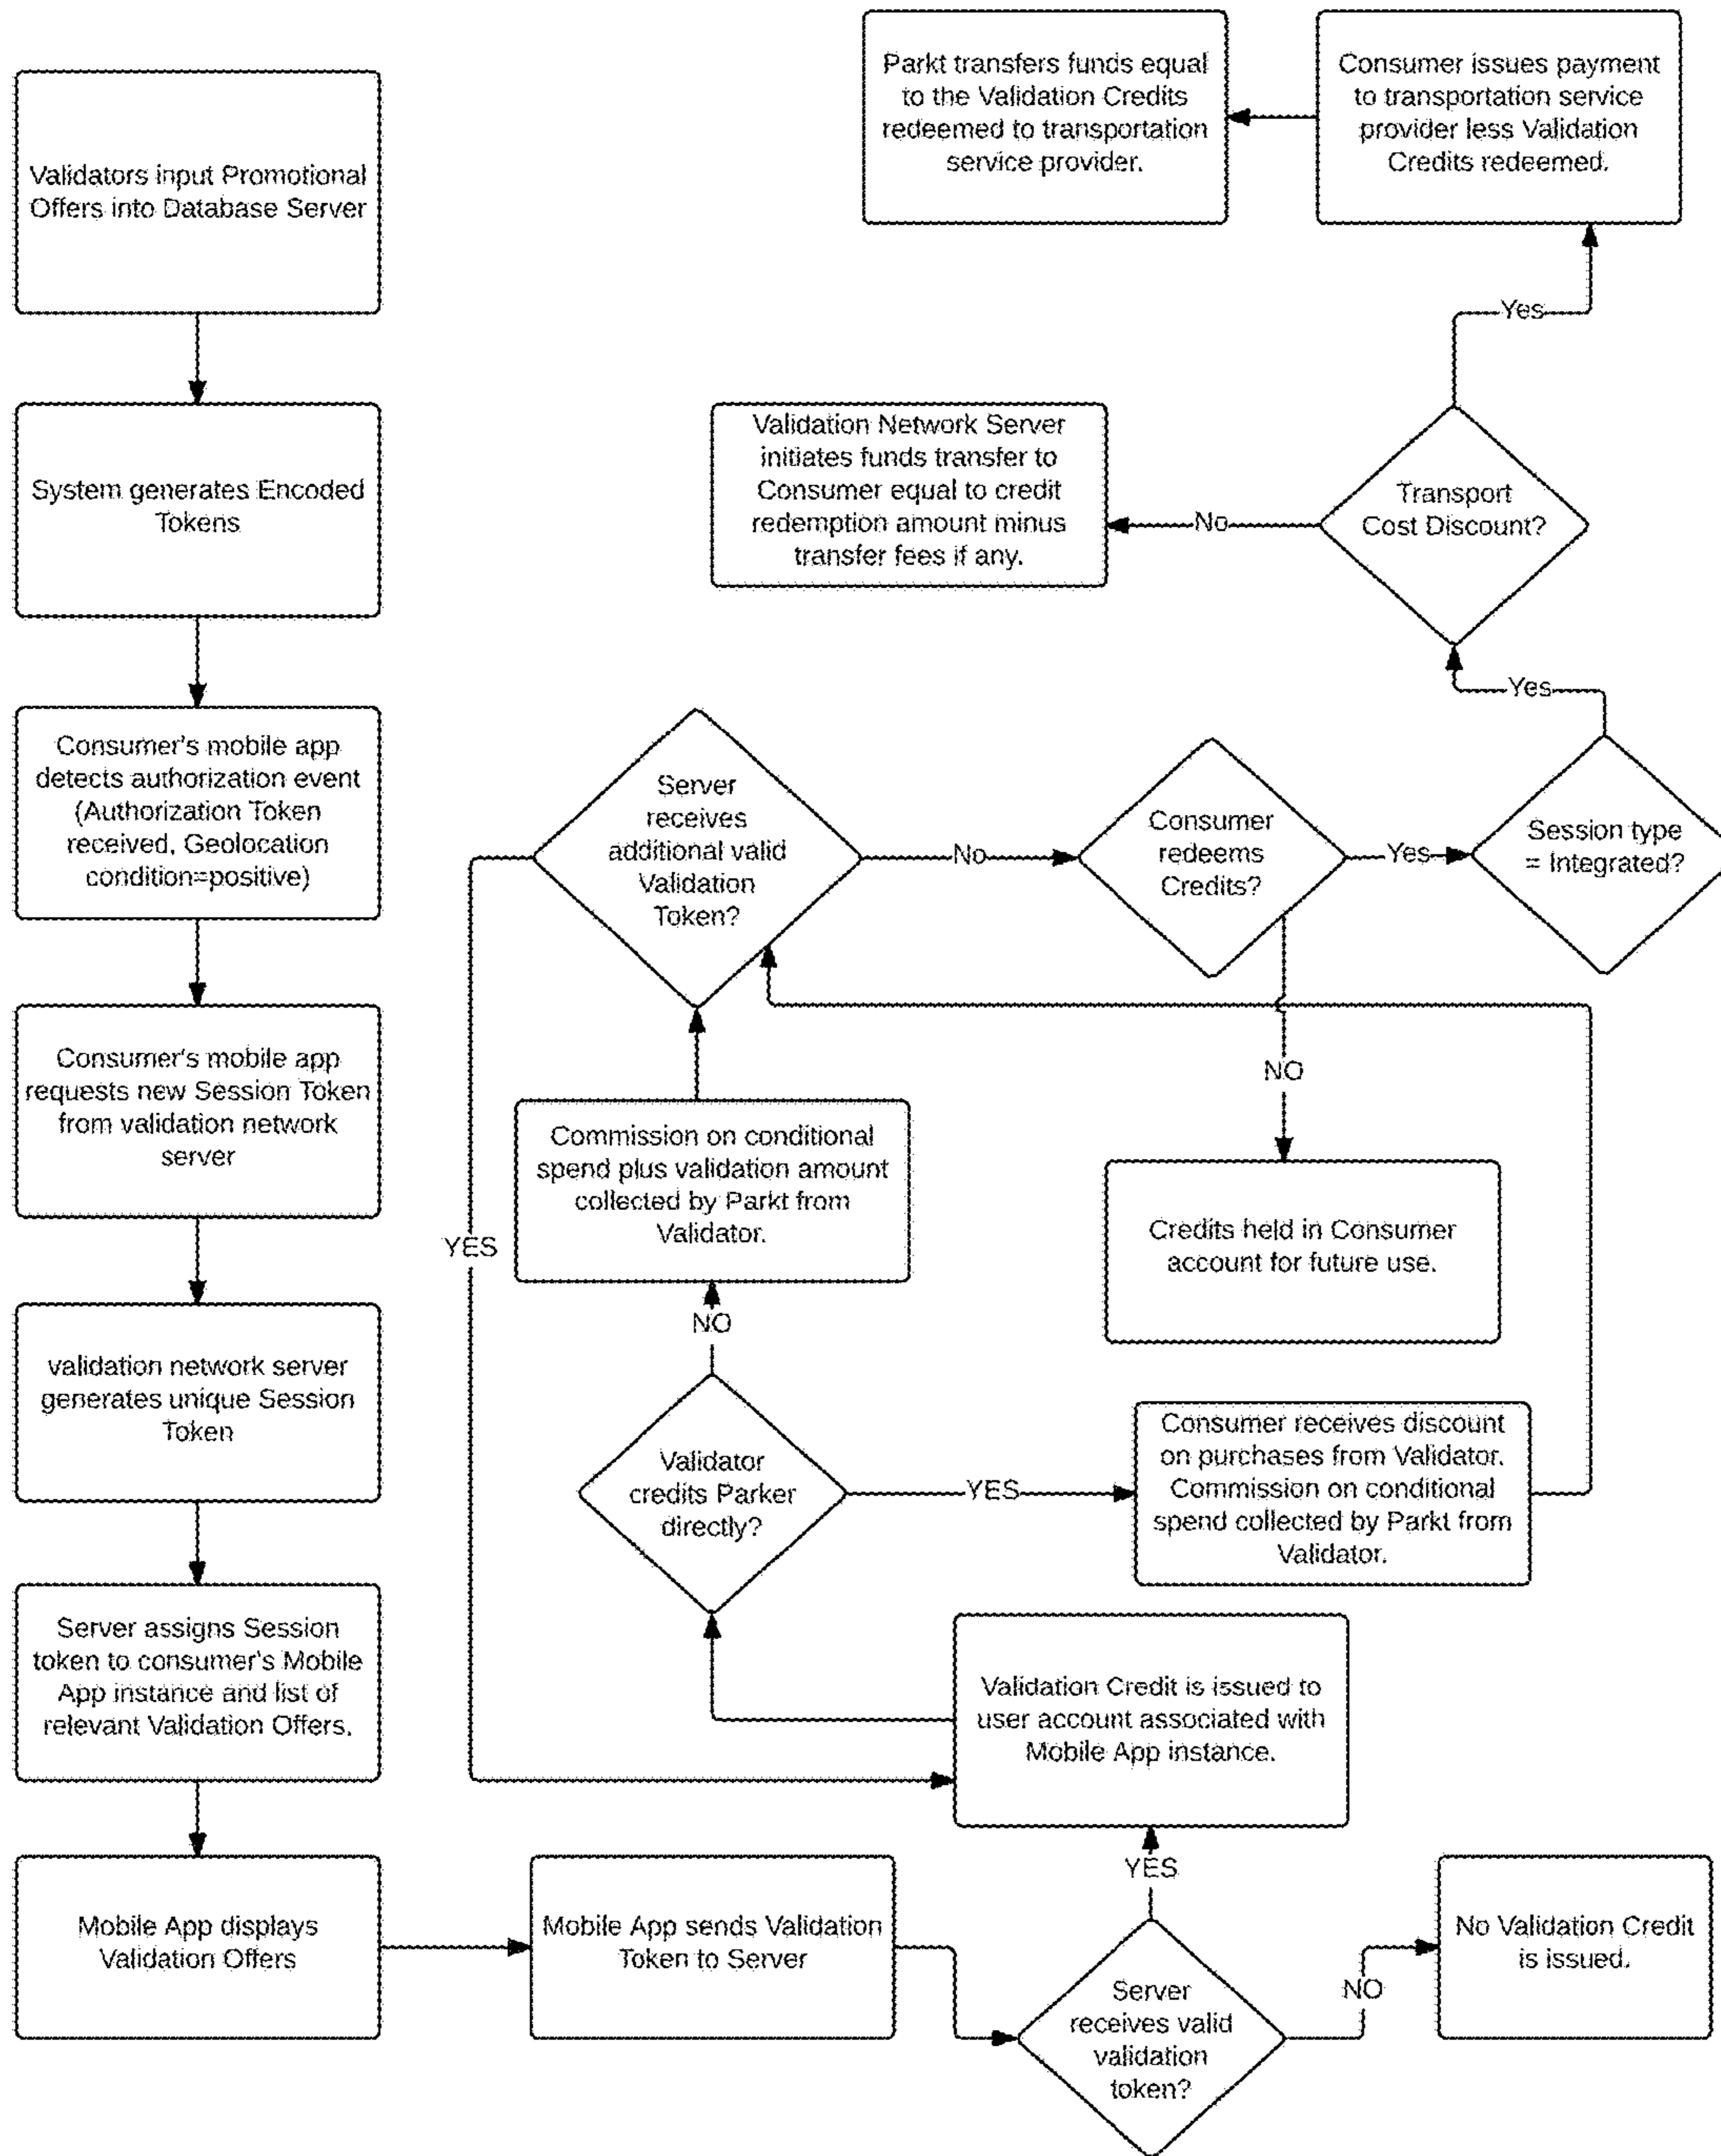 Validators input Promotional
Offers into Database Server
System generates Encoded
Tokens
Consumer's mobile app
detects authorization event
(Authorization Token
received, Geolocation
condition=positive)
Consumer's mobile app
requests new Session Token
from validation network
server
validation network server
generates unique Session
Token
Server assigns Session
token to consumer's Mobile
App instance and list of
relevant Validation Offers.
Mobile App displays
Validation Offers
Mobile App sends Validation
Token to Server
Server
receives valid
validation
token?
NO
No Validation Credit
is issued.
YES
Validation Credit is issued to
user account associated with
Mobile App instance.
Validator
credits Parker
directly?
YES
Consumer receives discount
on purchases from Validator.
Commission on conditional
spend collected by Parkt from
Validator.
NO
Commission on conditional
spend plus validation amount
collected by Parkt from
Validator.
Server
receives
additional valid
Validation
Token?
YES
No
Consumer
redeems
Credits?
NO
Credits held in Consumer
account for future use.
Yes
Session type
= Integrated?
Yes
Transport
Cost Discount?
No
Validation Network Server
initiates funds transfer to
Consumer equal to credit
redemption amount minus
transfer fees if any.
Yes
Consumer issues payment
to transportation service
provider less Validation
Credits redeemed.
Parkt transfers funds equal
to the Validation Credits
redeemed to transportation
service provider.